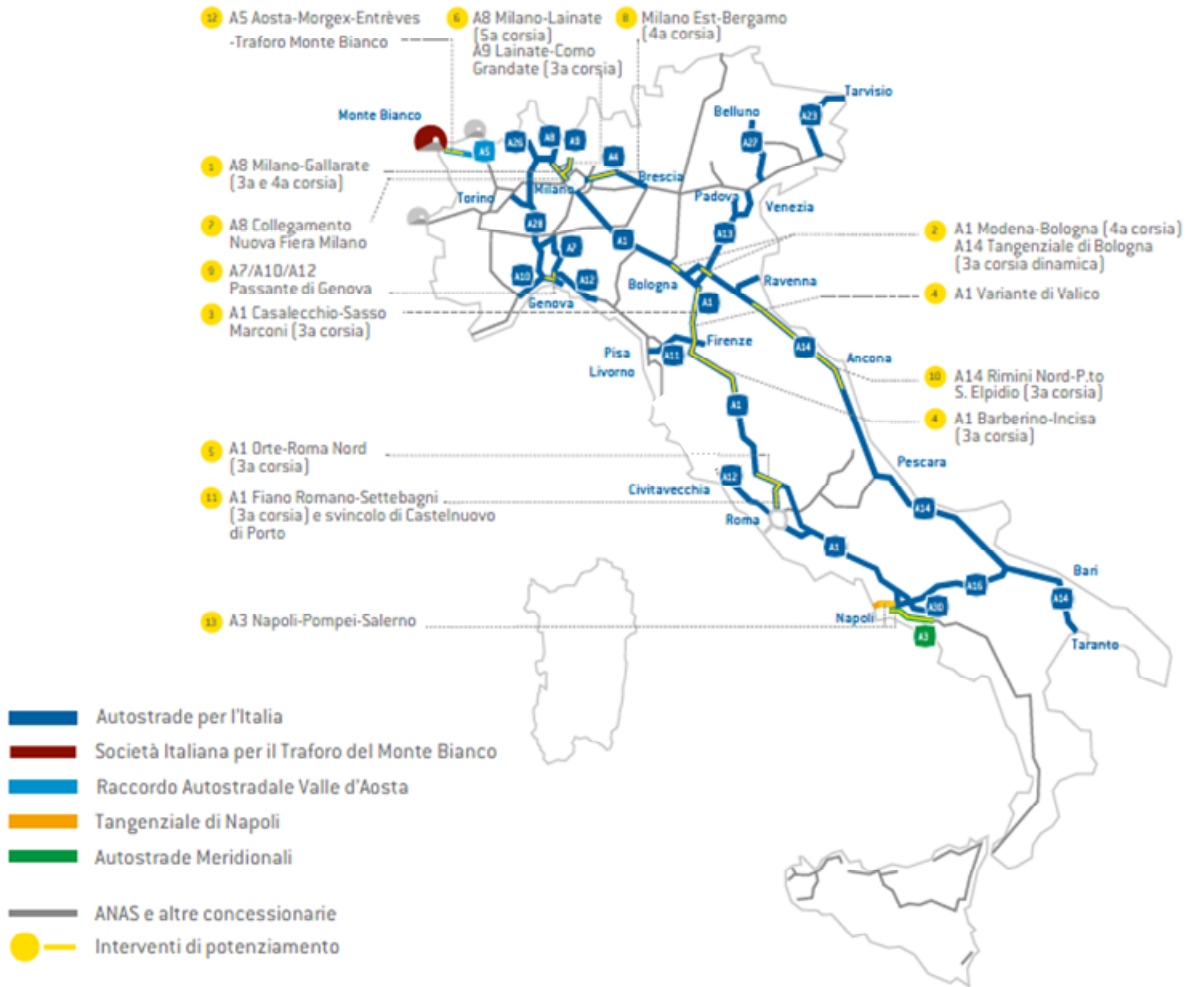 12 A5 Aosta-Morgex-Entrèves
-Traforo Monte Bianco
6 A8 Milano-Lainate
(5a corsia)
A9 Lainate-Como
Grandate (3a corsia)
8 Milano Est-Bergamo
(4a corsia)
Monte Bianco
1 A8 Milano-Gallarate
(3a e 4a corsia)
7 A8 Collegamento
Nuova Fiera Milano
9 A7/A10/A12
Passante di Genova
3 A1 Casalecchio-Sasso
Marconi (3a corsia)
A5
A26
A8
A9
A4
Brescia
Milano
Torino
A26
A7
A10
A12
Genova
A1
Belluno
A27
A23
Tarvisio
Padova
Venezia
A13
Bologna
A1
Ravenna
2 A1 Modena-Bologna (4a corsia)
A14 Tangenziale di Bologna
(3a corsia dinamica)
4 A1 Variante di Valico
Pisa
Livorno
A11
Firenze
A14
Ancona
10 A14 Rimini Nord-P.to
S. Elpidio (3a corsia)
4 A1 Barberino-Incisa
(3a corsia)
A1
5 A1 Orte-Roma Nord
(3a corsia)
11 A1 Fiano Romano-Settebagni
(3a corsia) e svincolo di Castelnuovo
di Porto
Civitavecchia
A12
Roma
A1
Pescara
A14
A16
Bari
A14
Taranto
13 A3 Napoli-Pompei-Salerno
Napoli
A30
A3
Autostrade per l'Italia
Società Italiana per il Traforo del Monte Bianco
Raccordo Autostradale Valle d'Aosta
Tangenziale di Napoli
Autostrade Meridionali
ANAS e altre concessionarie
Interventi di potenziamento